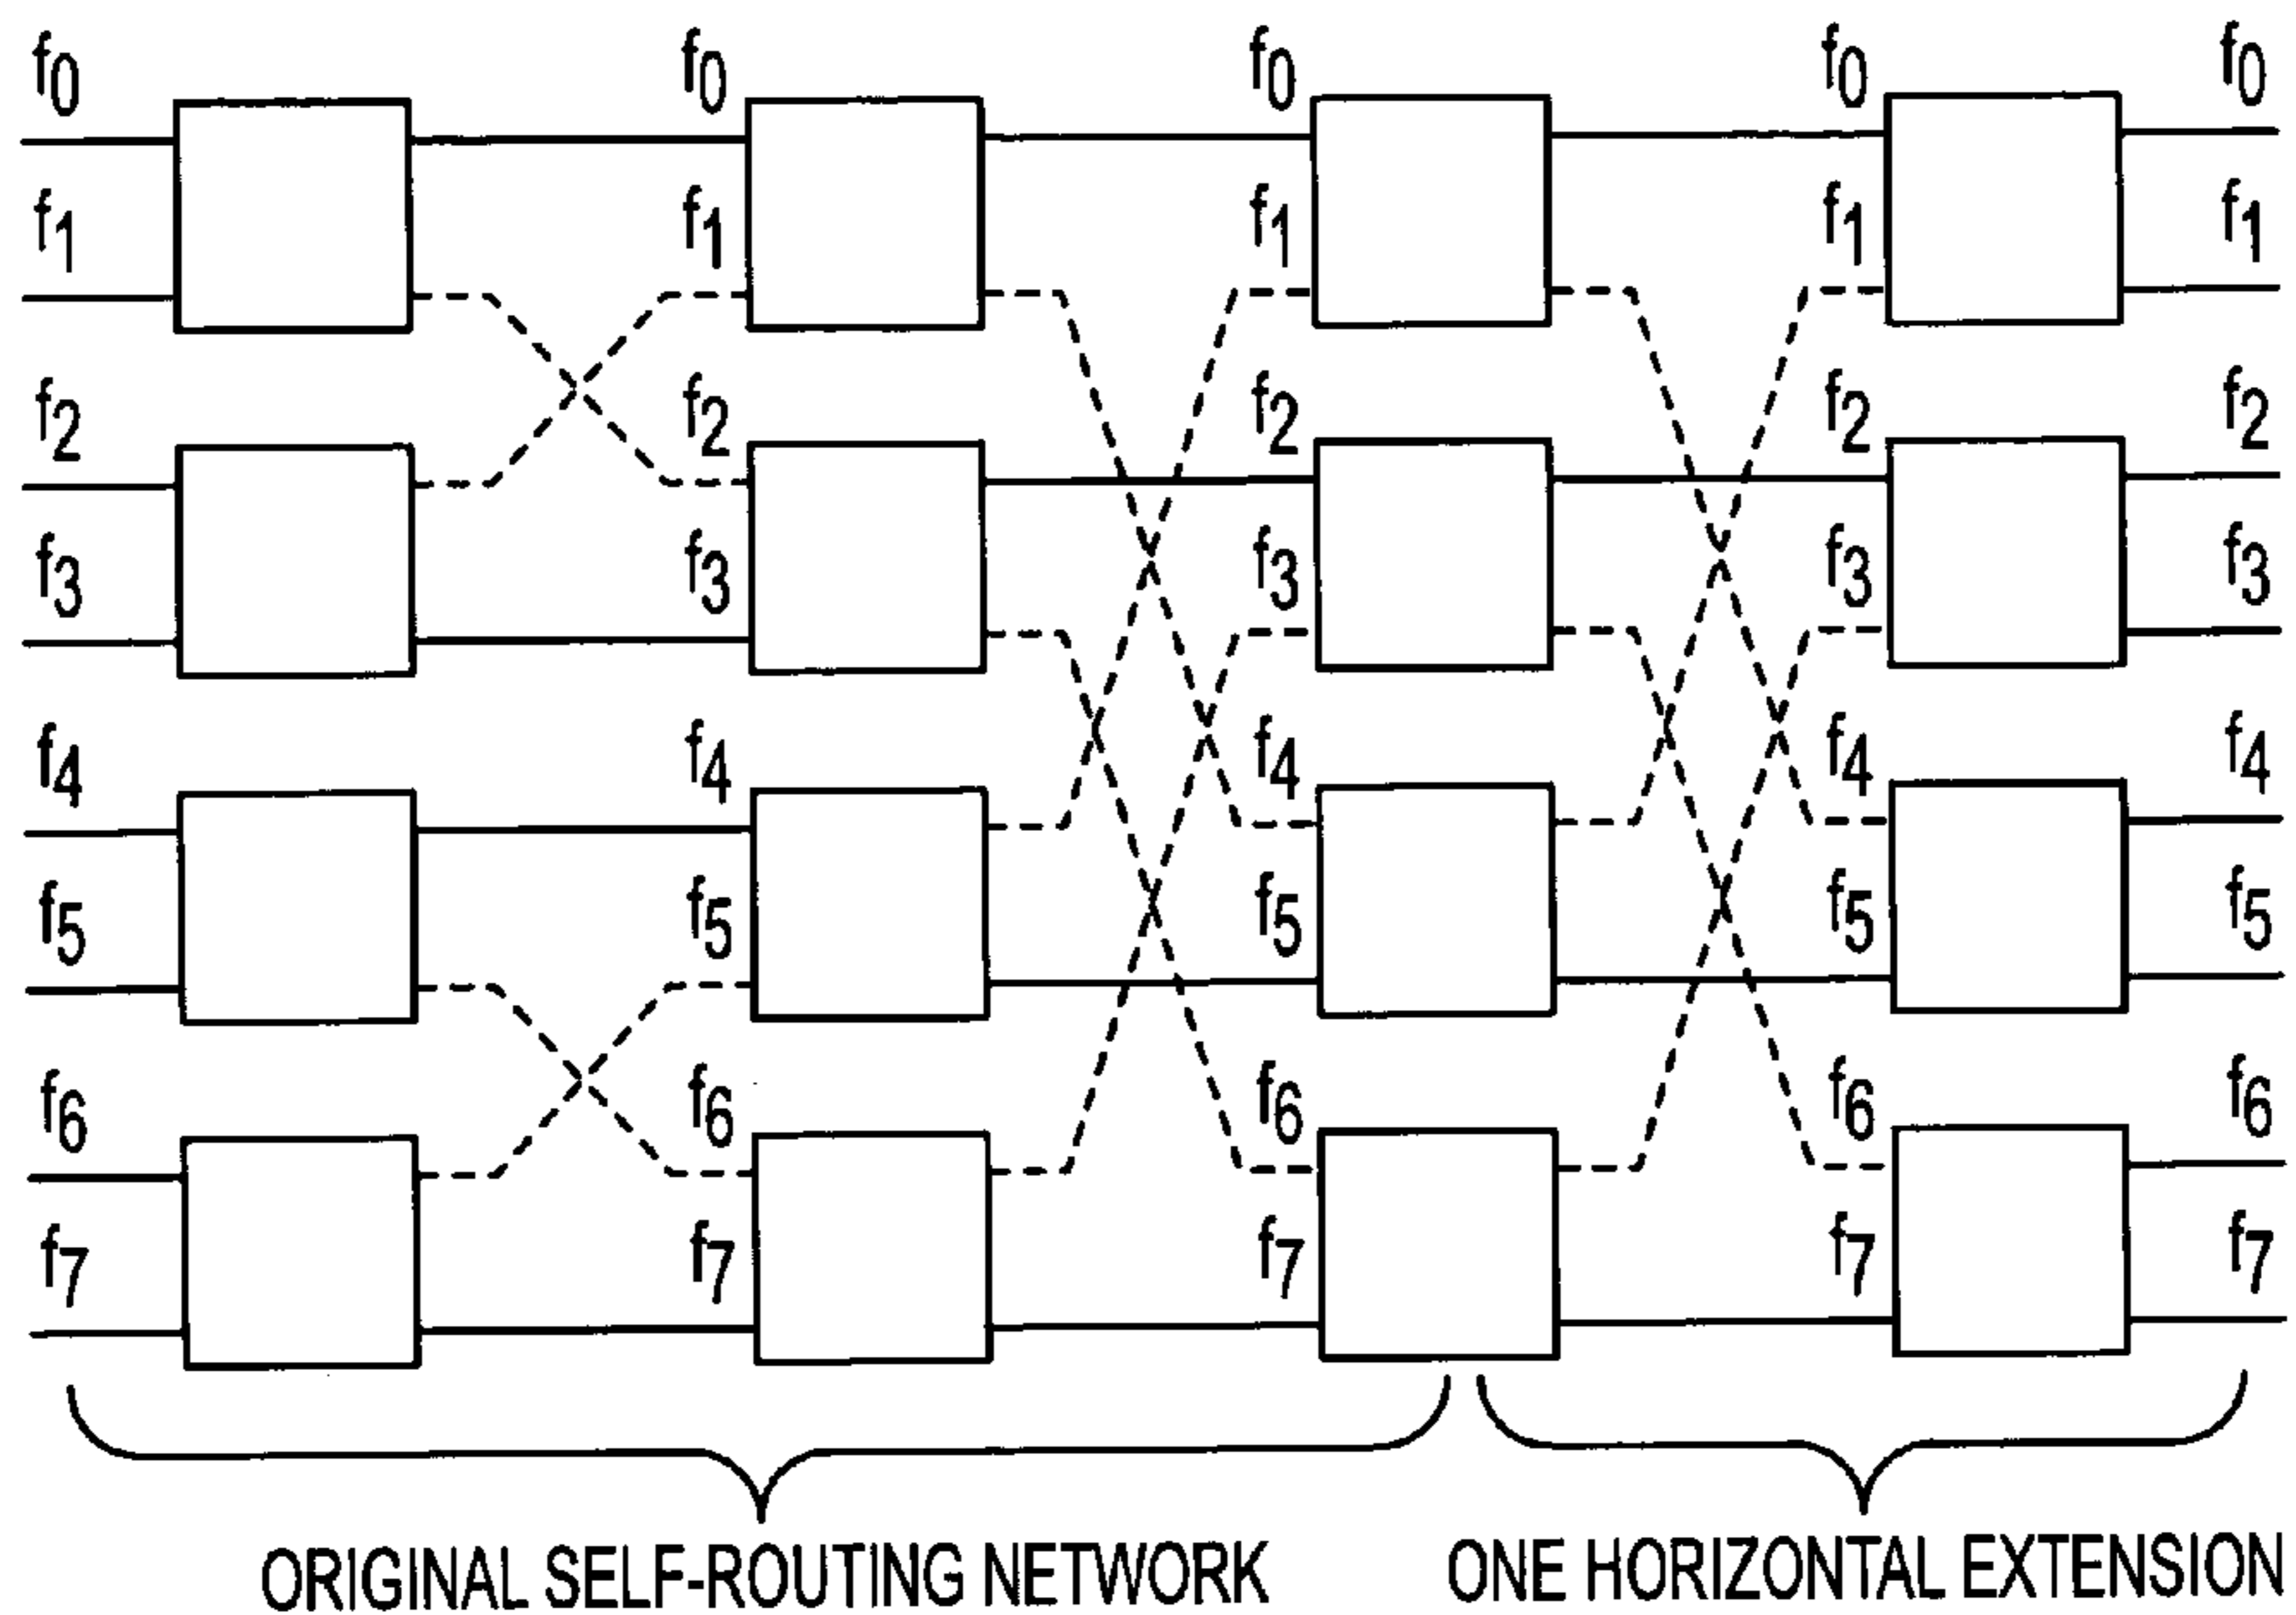 f0 f0 f0 f0 f0
f1 f1 f1 f1 f1
f2 f2 f2 f2 f2
f3 f3 f3 f3 f3
f4 f4 f4 f4 f4
f5 f5 f5 f5 f5
f6 f6 f6 f6 f6
f7 f7 f7 f7 f7
ORIGINAL SELF-ROUTING NETWORK ONE HORIZONTAL EXTENSION